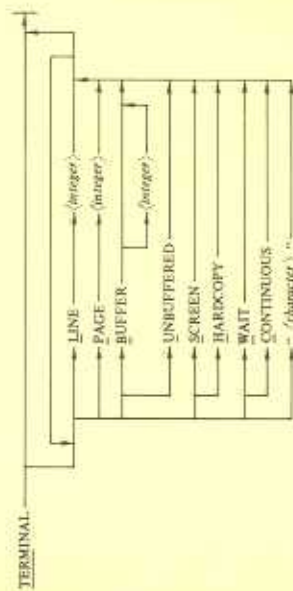 TERMINAL
LINE ⟨integer⟩
PAGE ⟨integer⟩
BUFFER
⟨integer⟩
UNBUFFERED
SCREEN
HARDCOPY
WAIT
CONTINUOUS
" ⟨character⟩ "